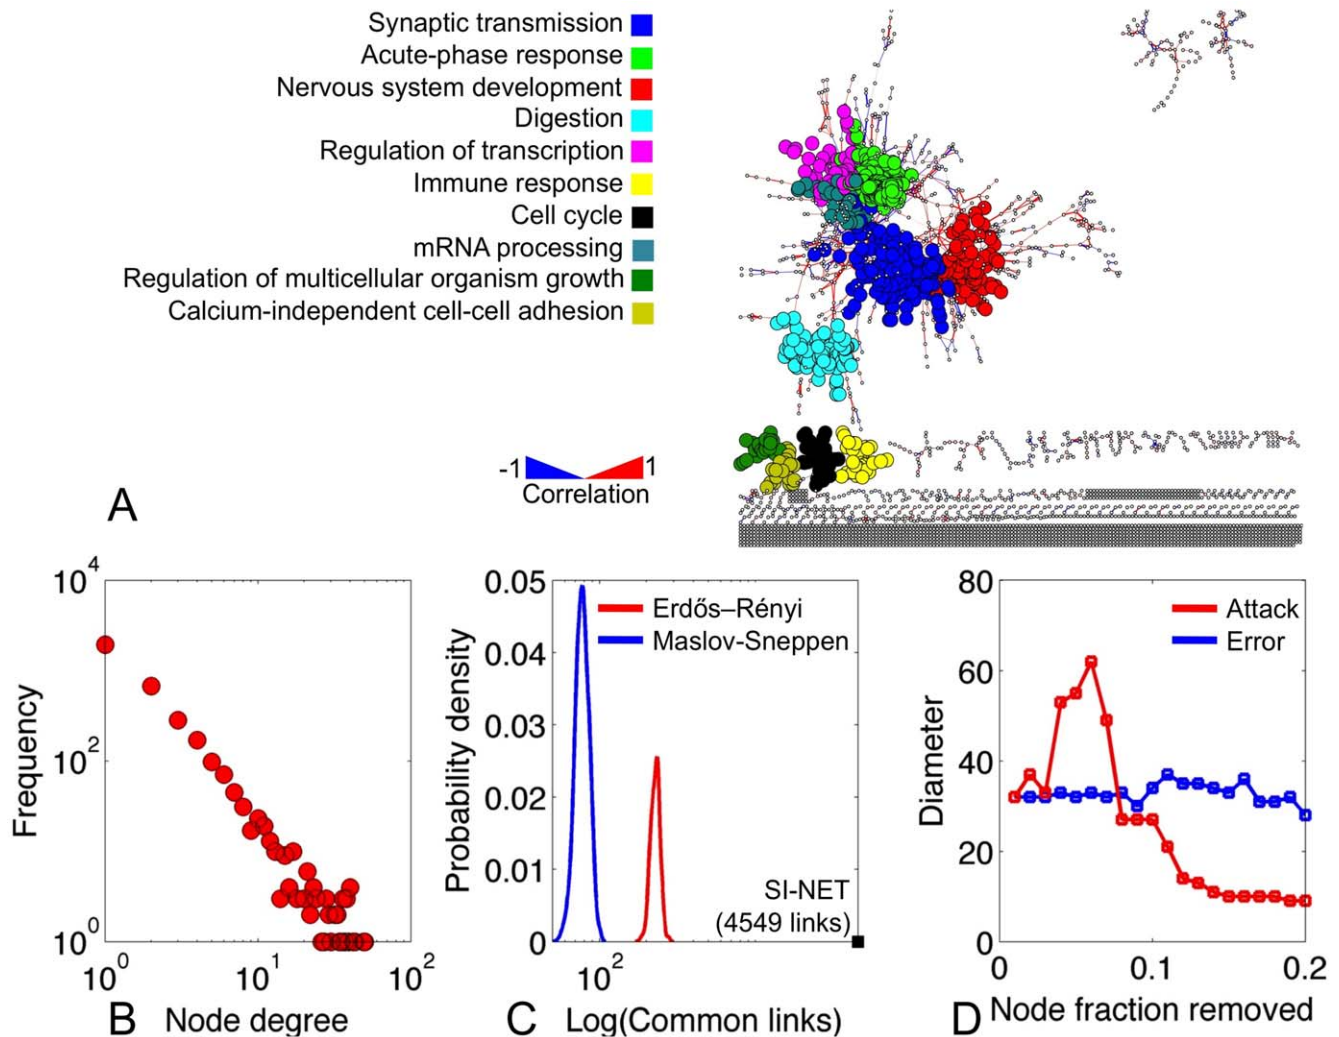 Synaptic transmission
Acute-phase response
Nervous system development
Digestion
Regulation of transcription
Immune response
Cell cycle
mRNA processing
Regulation of multicellular organism growth
Calcium-independent cell-cell adhesion
-1 1
Correlation
A
10^4
10^2
10^0
10^0 10^1 10^2
Frequency
Node degree
B
0.05
0.04
0.03
0.02
0.01
0
10^2
Probability density
Erdős–Rényi
Maslov-Sneppen
SI-NET
(4549 links)
Log(Common links)
C
80
60
40
20
0
0 0.1 0.2
Diameter
Attack
Error
Node fraction removed
D